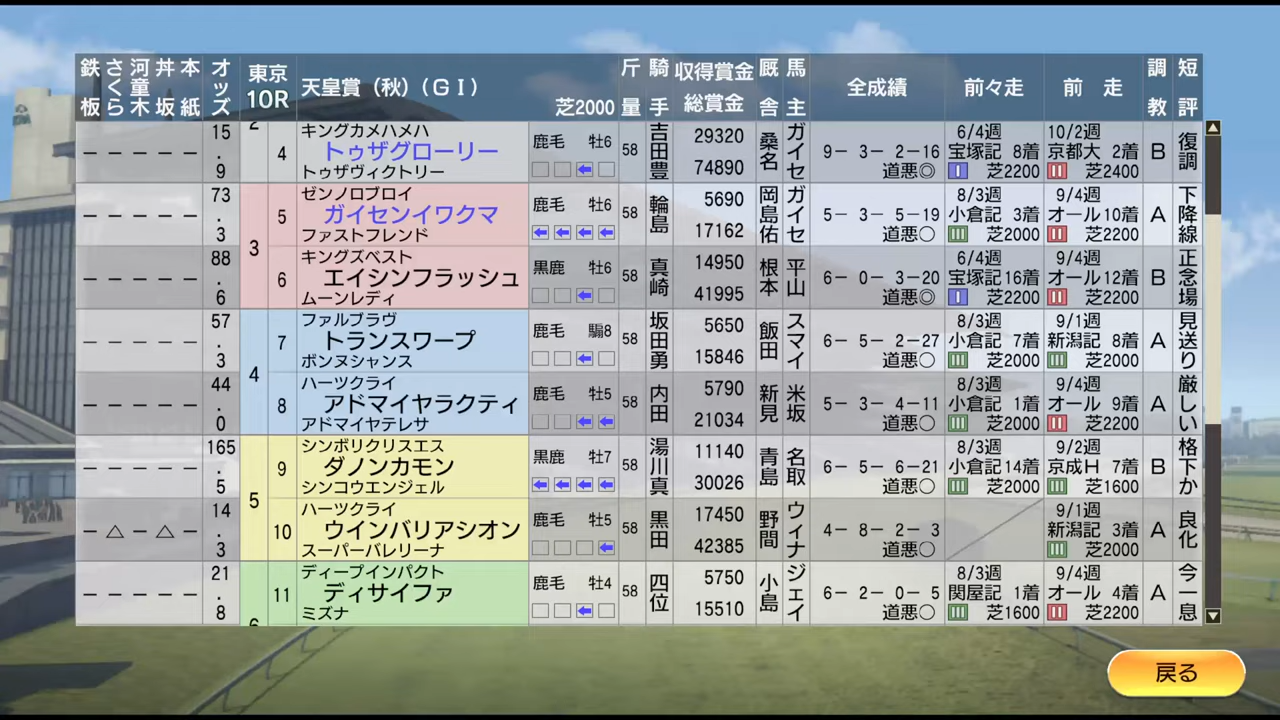 鉄板 さくら 河童木 丼坂 本紙 オッズ 東京10R 天皇賞（秋）（GⅠ） 芝2000 斤量 騎手 収得賞金 総賞金 厩舎 馬主 全成績 前々走 前走 調教 短評
－－－－－ 15.9 2 4 キングカメハメハ 鹿毛 牡6 58 吉田豊 29320 桑名 ガイセ 9－3－2－16 6/4週 10/2週 B 復調
トゥザグローリー 宝塚記 8着 京都大 2着
トゥザヴィクトリー 74890 道悪◎ Ⅰ 芝2200 Ⅱ 芝2400
－－－－－ 73.3 3 5 ゼンノロブロイ 鹿毛 牡6 58 輪島 5690 岡島佑 ガイセ 5－3－5－19 8/3週 9/4週 A 下降線
ガイセンイワクマ 小倉記 3着 オール10着
ファストフレンド 17162 道悪○ Ⅲ 芝2000 Ⅱ 芝2200
－－－－－ 88.6 6 キングズベスト 黒鹿 牡6 58 真崎 14950 根本 平山 6－0－3－20 6/4週 9/4週 B 正念場
エイシンフラッシュ 宝塚記16着 オール12着
ムーンレディ 41995 道悪◎ Ⅰ 芝2200 Ⅱ 芝2200
－－－－－ 57.3 4 7 ファルブラヴ 鹿毛 騸8 58 坂田勇 5650 飯田 スマイ 6－5－2－27 8/3週 9/1週 A 見送り
トランスワープ 小倉記 7着 新潟記 8着
ボンヌシャンス 15846 道悪○ Ⅲ 芝2000 Ⅲ 芝2000
－－－－－ 44.0 8 ハーツクライ 鹿毛 牡5 58 内田 5790 新見 米坂 5－3－4－11 8/3週 9/4週 A 厳しい
アドマイヤラクティ 小倉記 1着 オール 9着
アドマイヤテレサ 21034 道悪○ Ⅲ 芝2000 Ⅱ 芝2200
－－－－－ 165.5 5 9 シンボリクリスエス 黒鹿 牡7 58 湯川真 11140 青島 名取 6－5－6－21 8/3週 9/2週 B 格下か
ダノンカモン 小倉記14着 京成H 7着
シンコウエンジェル 30026 道悪○ Ⅲ 芝2000 Ⅲ 芝1600
－△－△－ 14.3 10 ハーツクライ 鹿毛 牡5 58 黒田 17450 野間 ウイナ 4－8－2－3 9/1週 A 良化
ウインバリアシオン 新潟記 3着
スーパーバレリーナ 42385 道悪○ Ⅲ 芝2000
－－－－－ 21.8 6 11 ディープインパクト 鹿毛 牡4 58 四位 5750 小島 ジェイ 6－2－0－5 8/3週 9/4週 A 今一息
ディサイファ 関屋記 1着 オール 4着
ミズナ 15510 道悪○ Ⅲ 芝1600 Ⅱ 芝2200
戻る